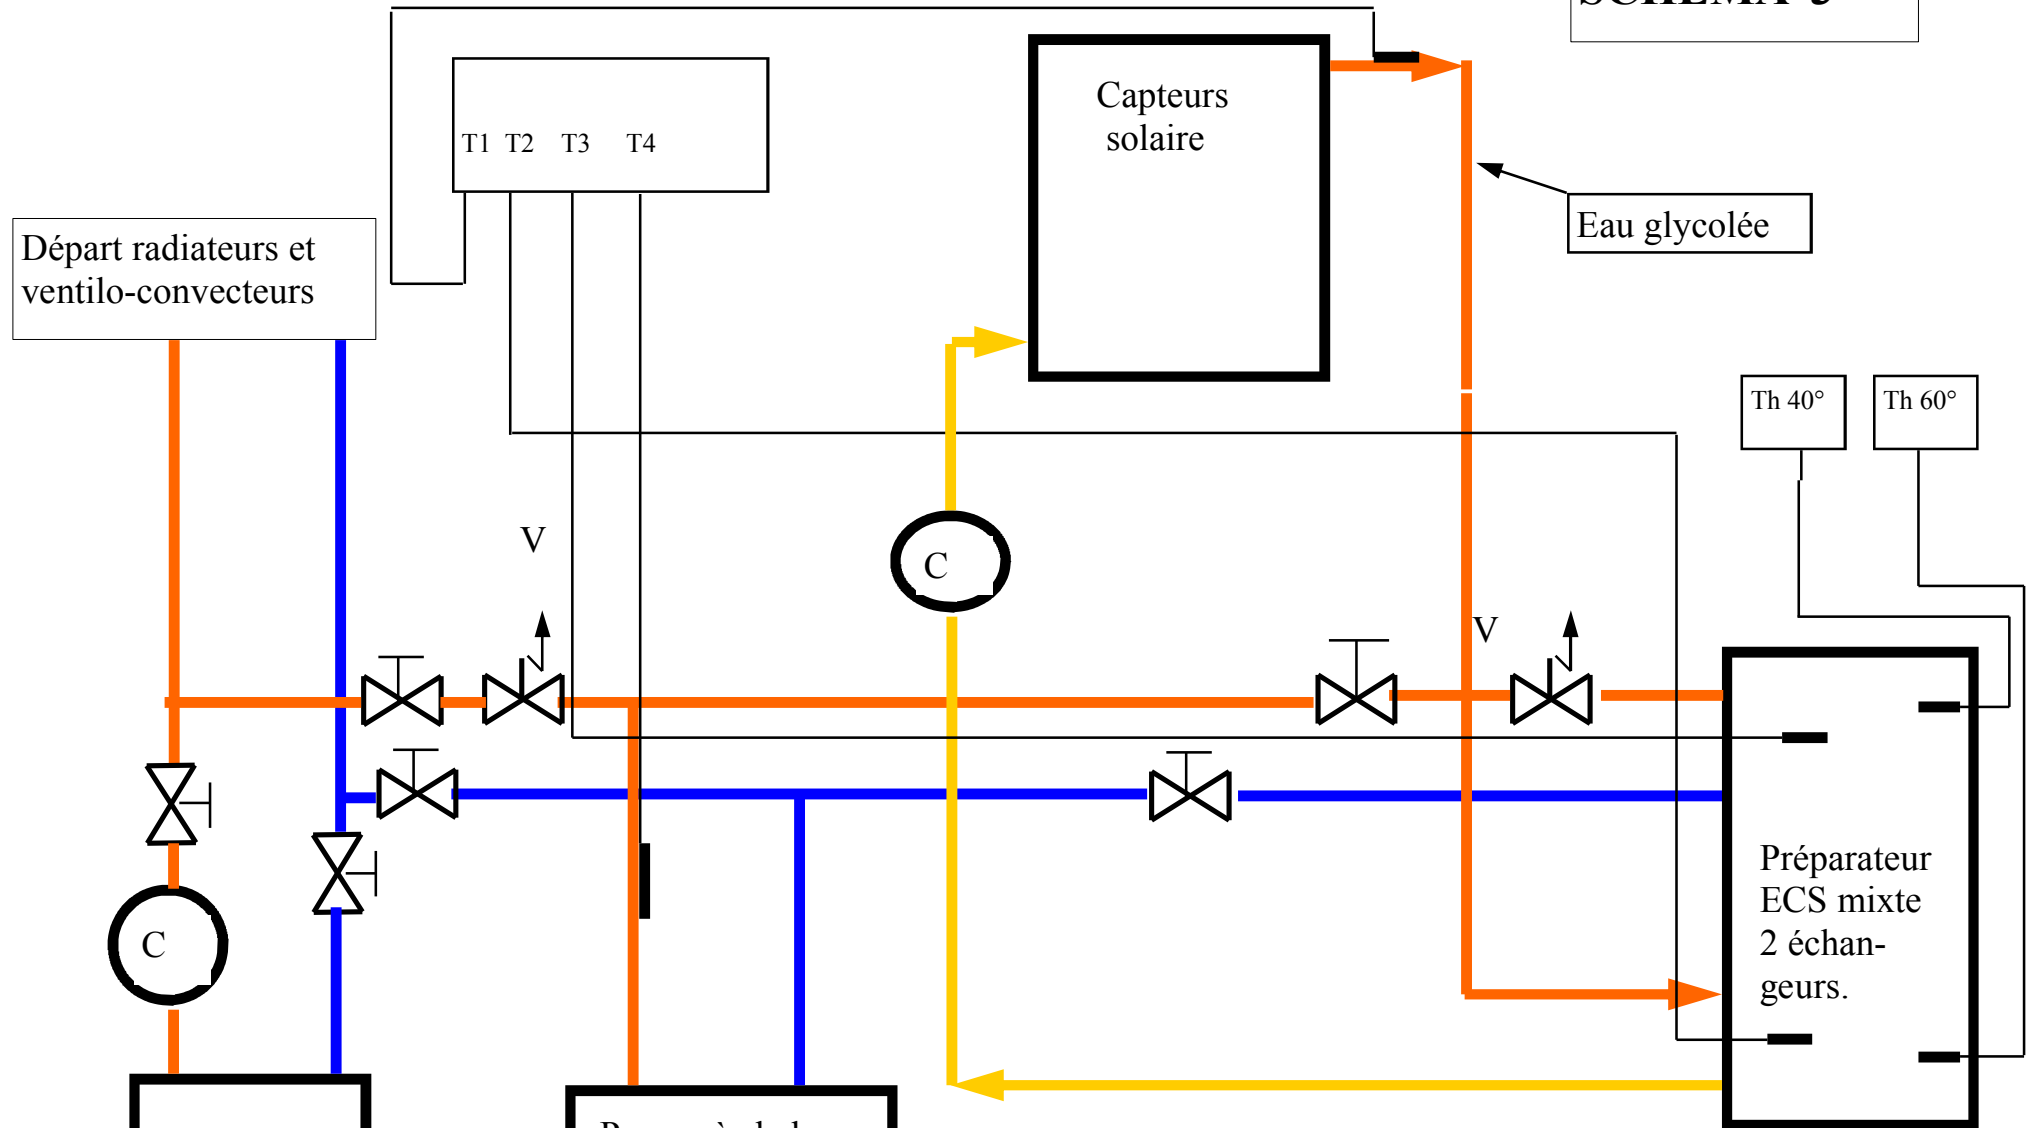 T1 T2 T3 T4
Capteurs
solaire
Eau glycolée
Départ radiateurs et
ventilo-convecteurs
Th 40°
Th 60°
V
C
V
C
Préparateur
ECS mixte
2 échan-
geurs.